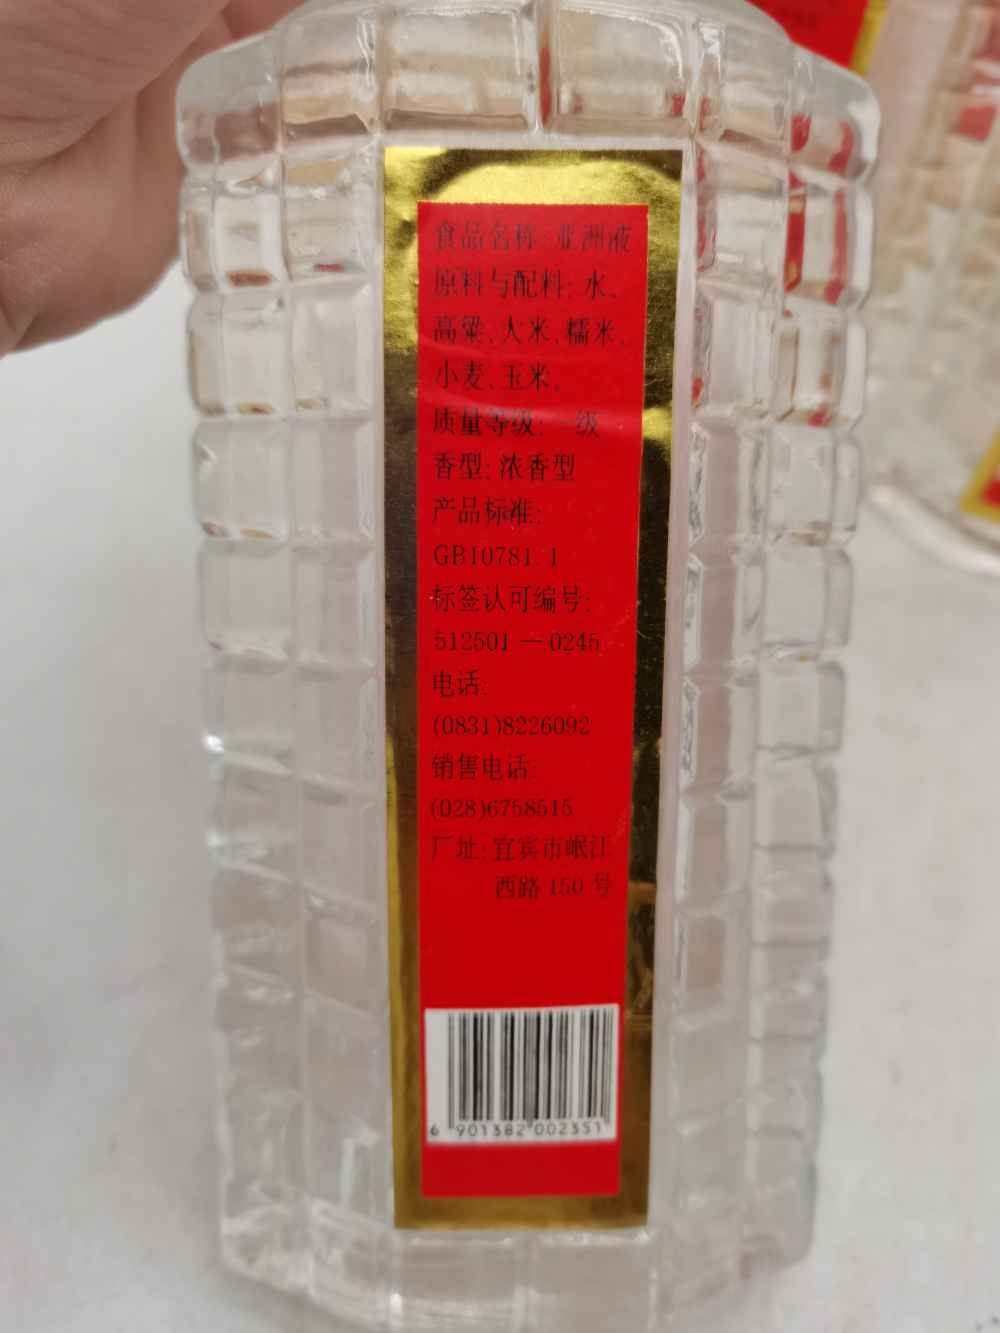 食品名称:亚洲液
原料与配料:水、
高粱、大米、糯米、
小麦、玉米。
质量等级:一级
香型:浓香型
产品标准:
GB10781.1
标签认可编号:
512501—0245
电话:
(0831)8226092
销售电话:
(028)6758515
厂址:宜宾市岷江
西路150号
6 901382 002351